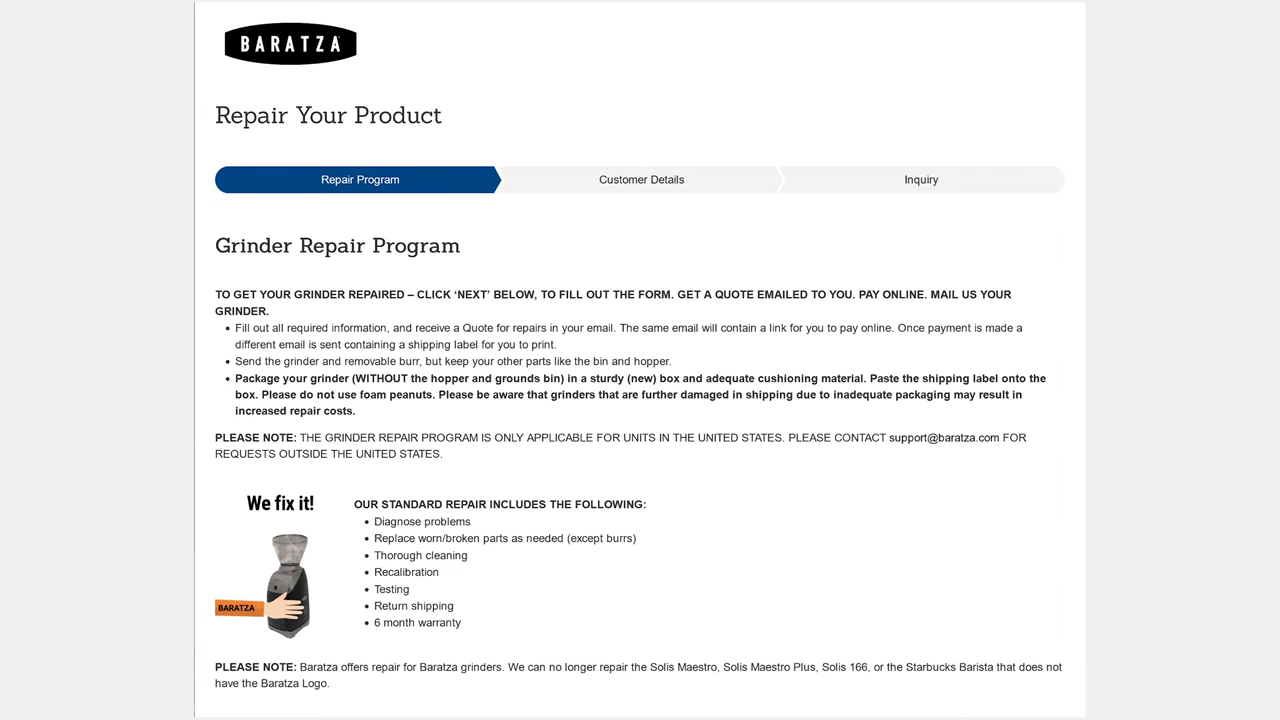 BARATZA
Repair Your Product
Repair Program
Customer Details
Inquiry
Grinder Repair Program
TO GET YOUR GRINDER REPAIRED – CLICK ‘NEXT’ BELOW, TO FILL OUT THE FORM. GET A QUOTE EMAILED TO YOU. PAY ONLINE. MAIL US YOUR
GRINDER.
• Fill out all required information, and receive a Quote for repairs in your email. The same email will contain a link for you to pay online. Once payment is made a
different email is sent containing a shipping label for you to print.
• Send the grinder and removable burr, but keep your other parts like the bin and hopper.
• Package your grinder (WITHOUT the hopper and grounds bin) in a sturdy (new) box and adequate cushioning material. Paste the shipping label onto the
box. Please do not use foam peanuts. Please be aware that grinders that are further damaged in shipping due to inadequate packaging may result in
increased repair costs.
PLEASE NOTE: THE GRINDER REPAIR PROGRAM IS ONLY APPLICABLE FOR UNITS IN THE UNITED STATES. PLEASE CONTACT support@baratza.com FOR
REQUESTS OUTSIDE THE UNITED STATES.
We fix it!
BARATZA
OUR STANDARD REPAIR INCLUDES THE FOLLOWING:
• Diagnose problems
• Replace worn/broken parts as needed (except burrs)
• Thorough cleaning
• Recalibration
• Testing
• Return shipping
• 6 month warranty
PLEASE NOTE: Baratza offers repair for Baratza grinders. We can no longer repair the Solis Maestro, Solis Maestro Plus, Solis 166, or the Starbucks Barista that does not
have the Baratza Logo.